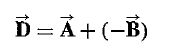 D⃗ = A⃗ + (−B⃗)